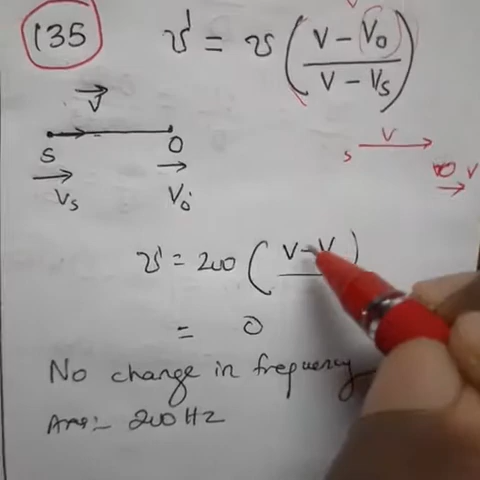 135
υ' = υ (V - V₀ / V - Vₛ)
V
S O
Vₛ V₀
S V
O V
υ' = 200 (V - V
= 0
No change in frequency
Ans:- 200 Hz